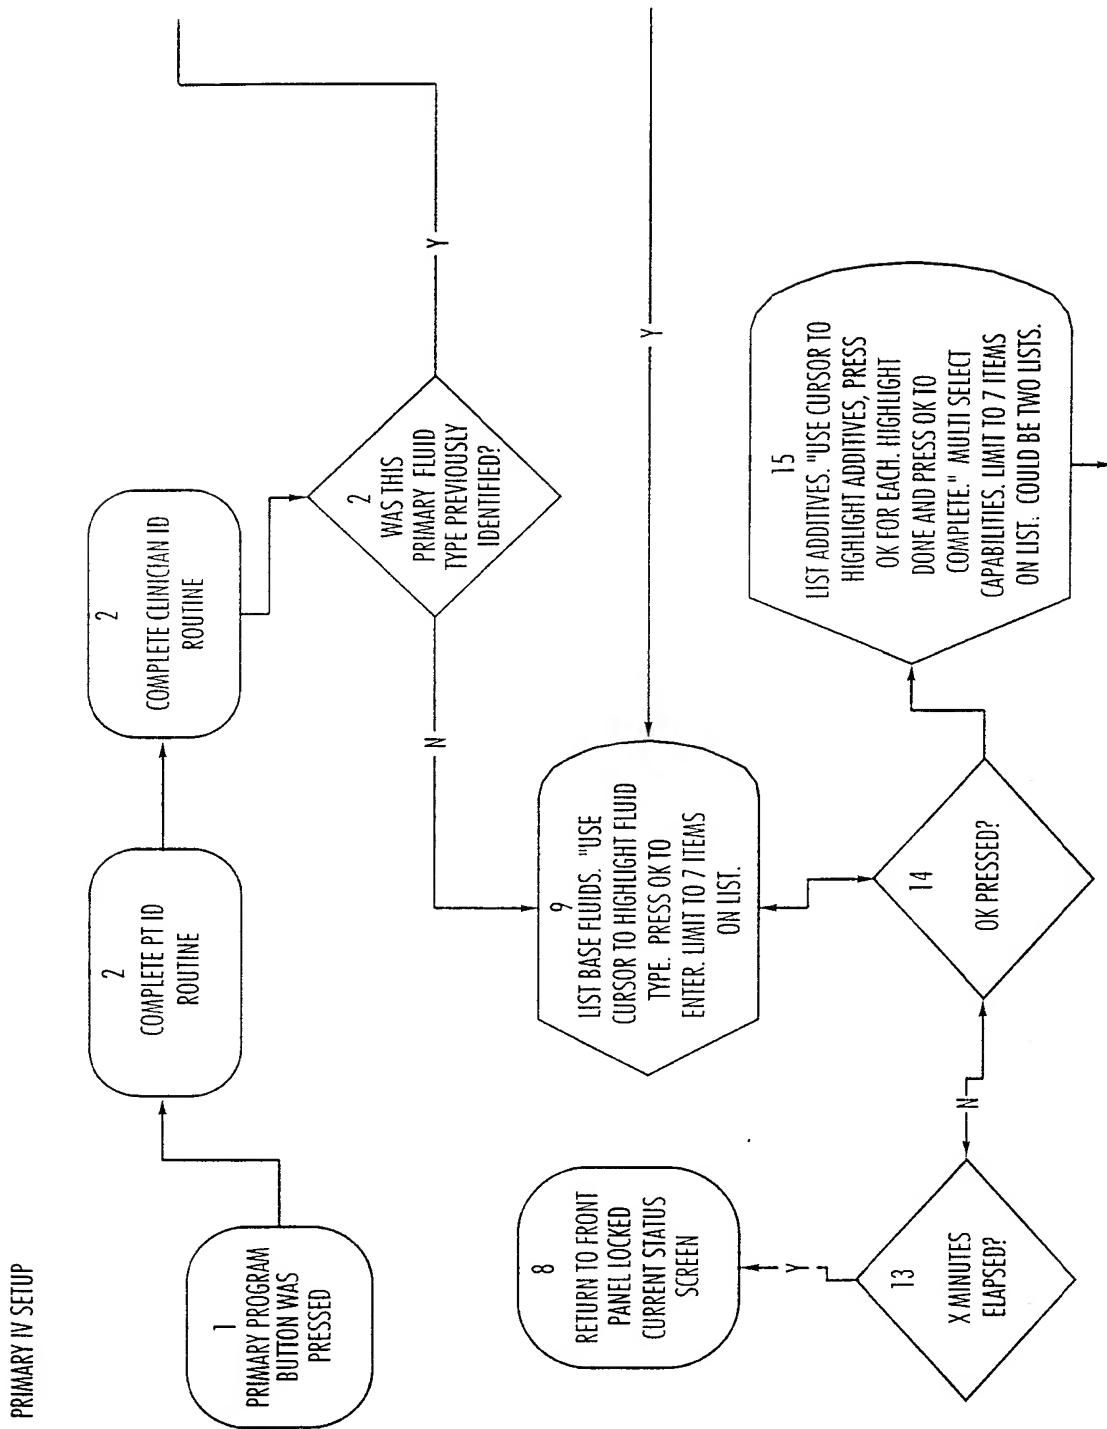 PRIMARY IV SETUP
1
PRIMARY PROGRAM
BUTTON WAS
PRESSED
2
COMPLETE PT ID
ROUTINE
2
COMPLETE CLINICIAN ID
ROUTINE
2
WAS THIS
PRIMARY FLUID
TYPE PREVIOUSLY
IDENTIFIED?
Y
N
Y
9
LIST BASE FLUIDS. "USE
CURSOR TO HIGHLIGHT FLUID
TYPE. PRESS OK TO
ENTER. LIMIT TO 7 ITEMS
ON LIST.
8
RETURN TO FRONT
PANEL LOCKED
CURRENT STATUS
SCREEN
Y
13
X MINUTES
ELAPSED?
N
14
OK PRESSED?
15
LIST ADDITIVES. "USE CURSOR TO
HIGHLIGHT ADDITIVES, PRESS
OK FOR EACH. HIGHLIGHT
DONE AND PRESS OK TO
COMPLETE." MULTI SELECT
CAPABILITIES. LIMIT TO 7 ITEMS
ON LIST. COULD BE TWO LISTS.